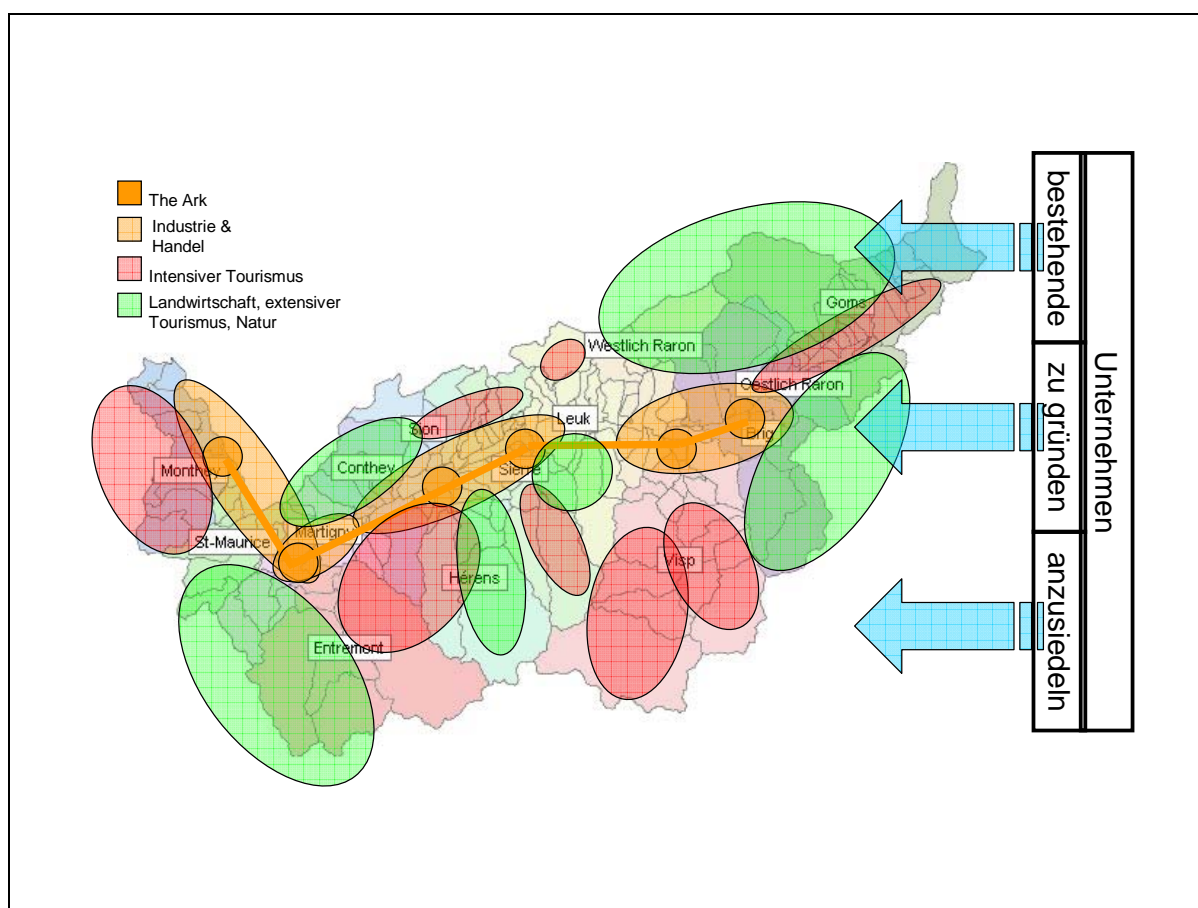 The Ark
Industrie &
Handel
Intensiver Tourismus
Landwirtschaft, extensiver
Tourismus, Natur
Goms
Westlich Raron
Oestlich Raron
Leuk
Sion
Brig
Conthey
Sierre
Monthey
Martigny
St-Maurice
Visp
Hérens
Entremont
Unternehmen
bestehende
zu gründen
anzusiedeln